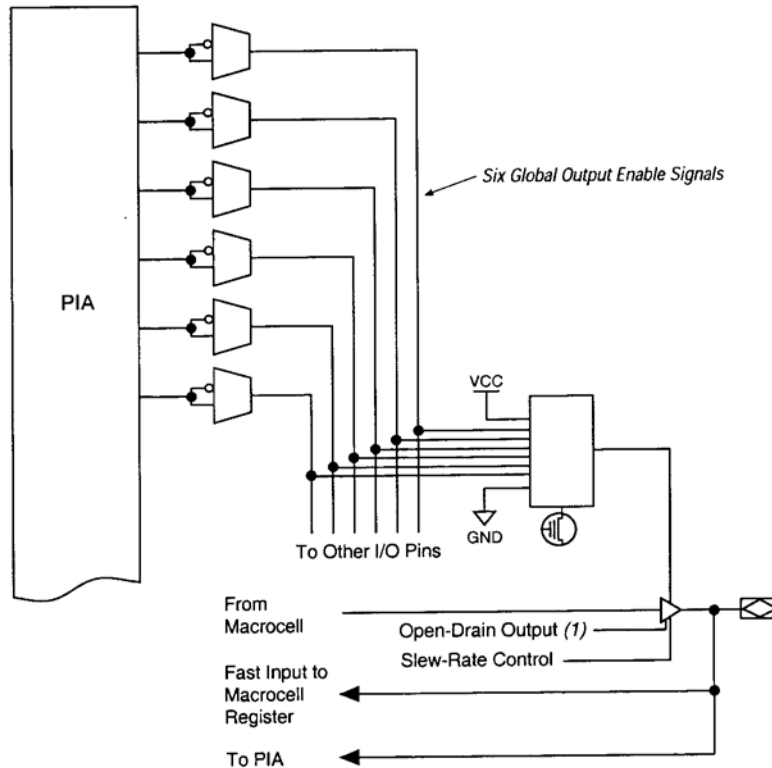 Six Global Output Enable Signals
PIA
VCC
GND
To Other I/O Pins
From
Macrocell
Open-Drain Output (1)
Slew-Rate Control
Fast Input to
Macrocell
Register
To PIA